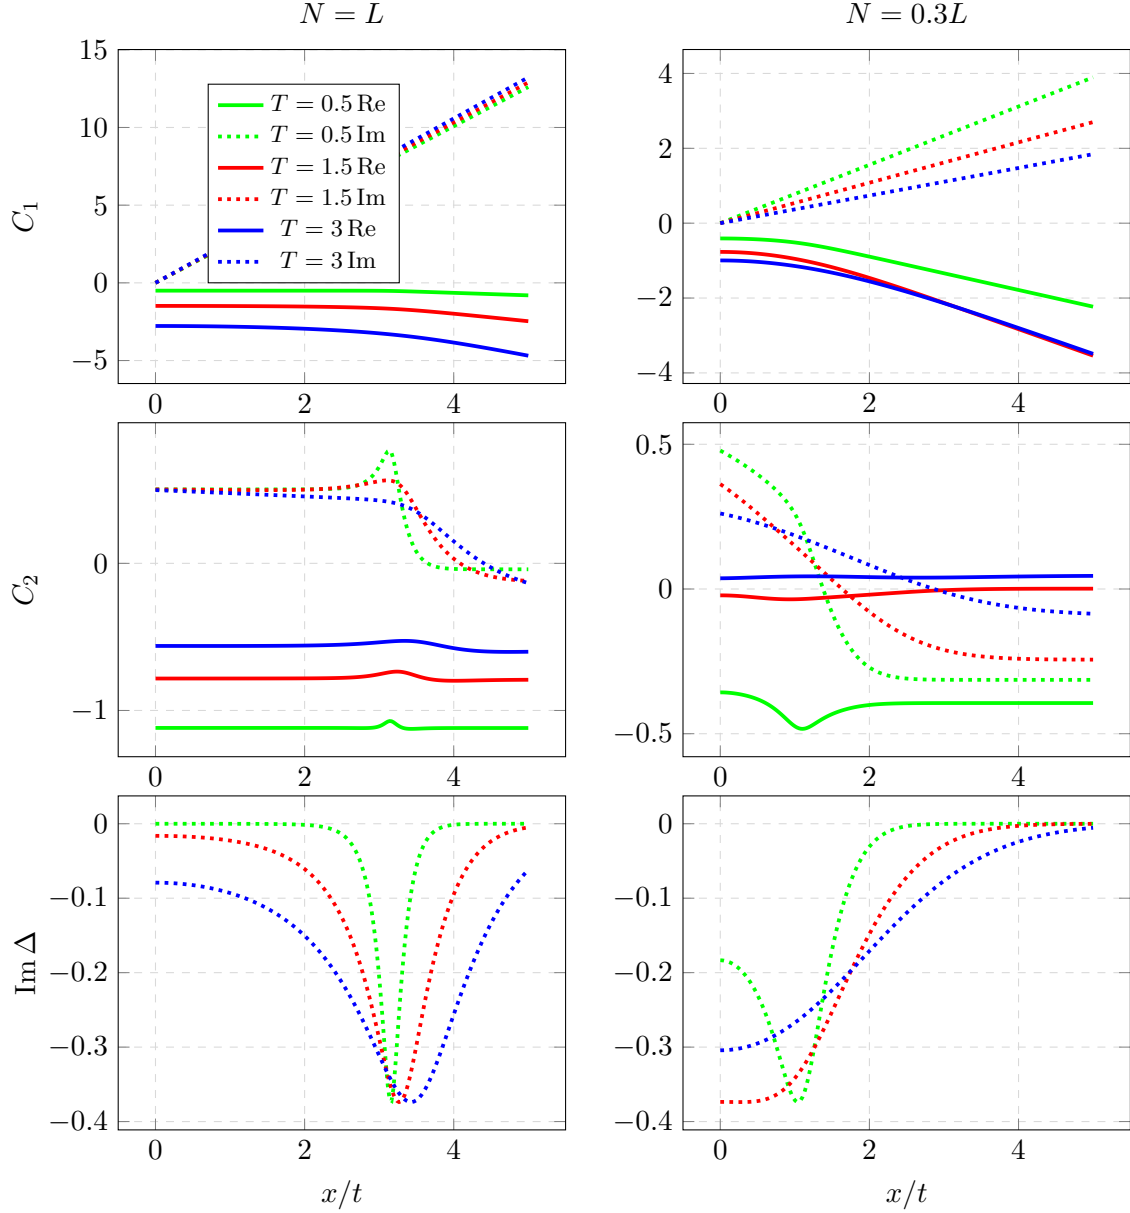 N = L
N = 0.3L
15
10
5
0
−5
C₁
T = 0.5 Re
T = 0.5 Im
T = 1.5 Re
T = 1.5 Im
T = 3 Re
T = 3 Im
0 2 4
4
2
0
−2
−4
0 2 4
0
−1
C₂
0 2 4
0.5
0
−0.5
0 2 4
0
−0.1
−0.2
−0.3
−0.4
Im Δ
0 2 4
x/t
0
−0.1
−0.2
−0.3
−0.4
0 2 4
x/t